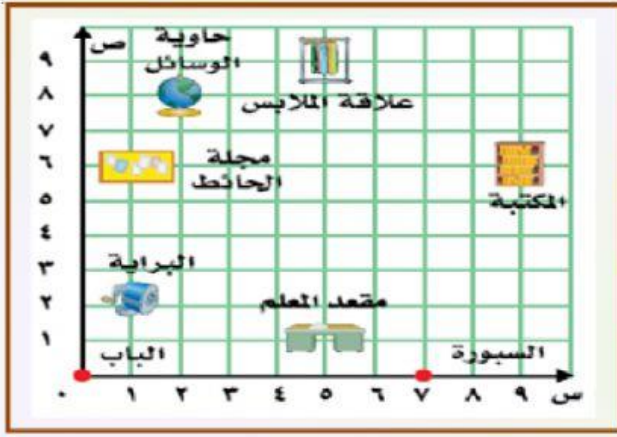 ص
حاوية
الوسائل
علاقة الملابس
مجلة
الحائط
المكتبة
البراية
مقعد المعلم
الباب
السبورة
٩
٨
٧
٦
٥
٤
٣
٢
١
٠ ١ ٢ ٣ ٤ ٥ ٦ ٧ ٨ ٩ س